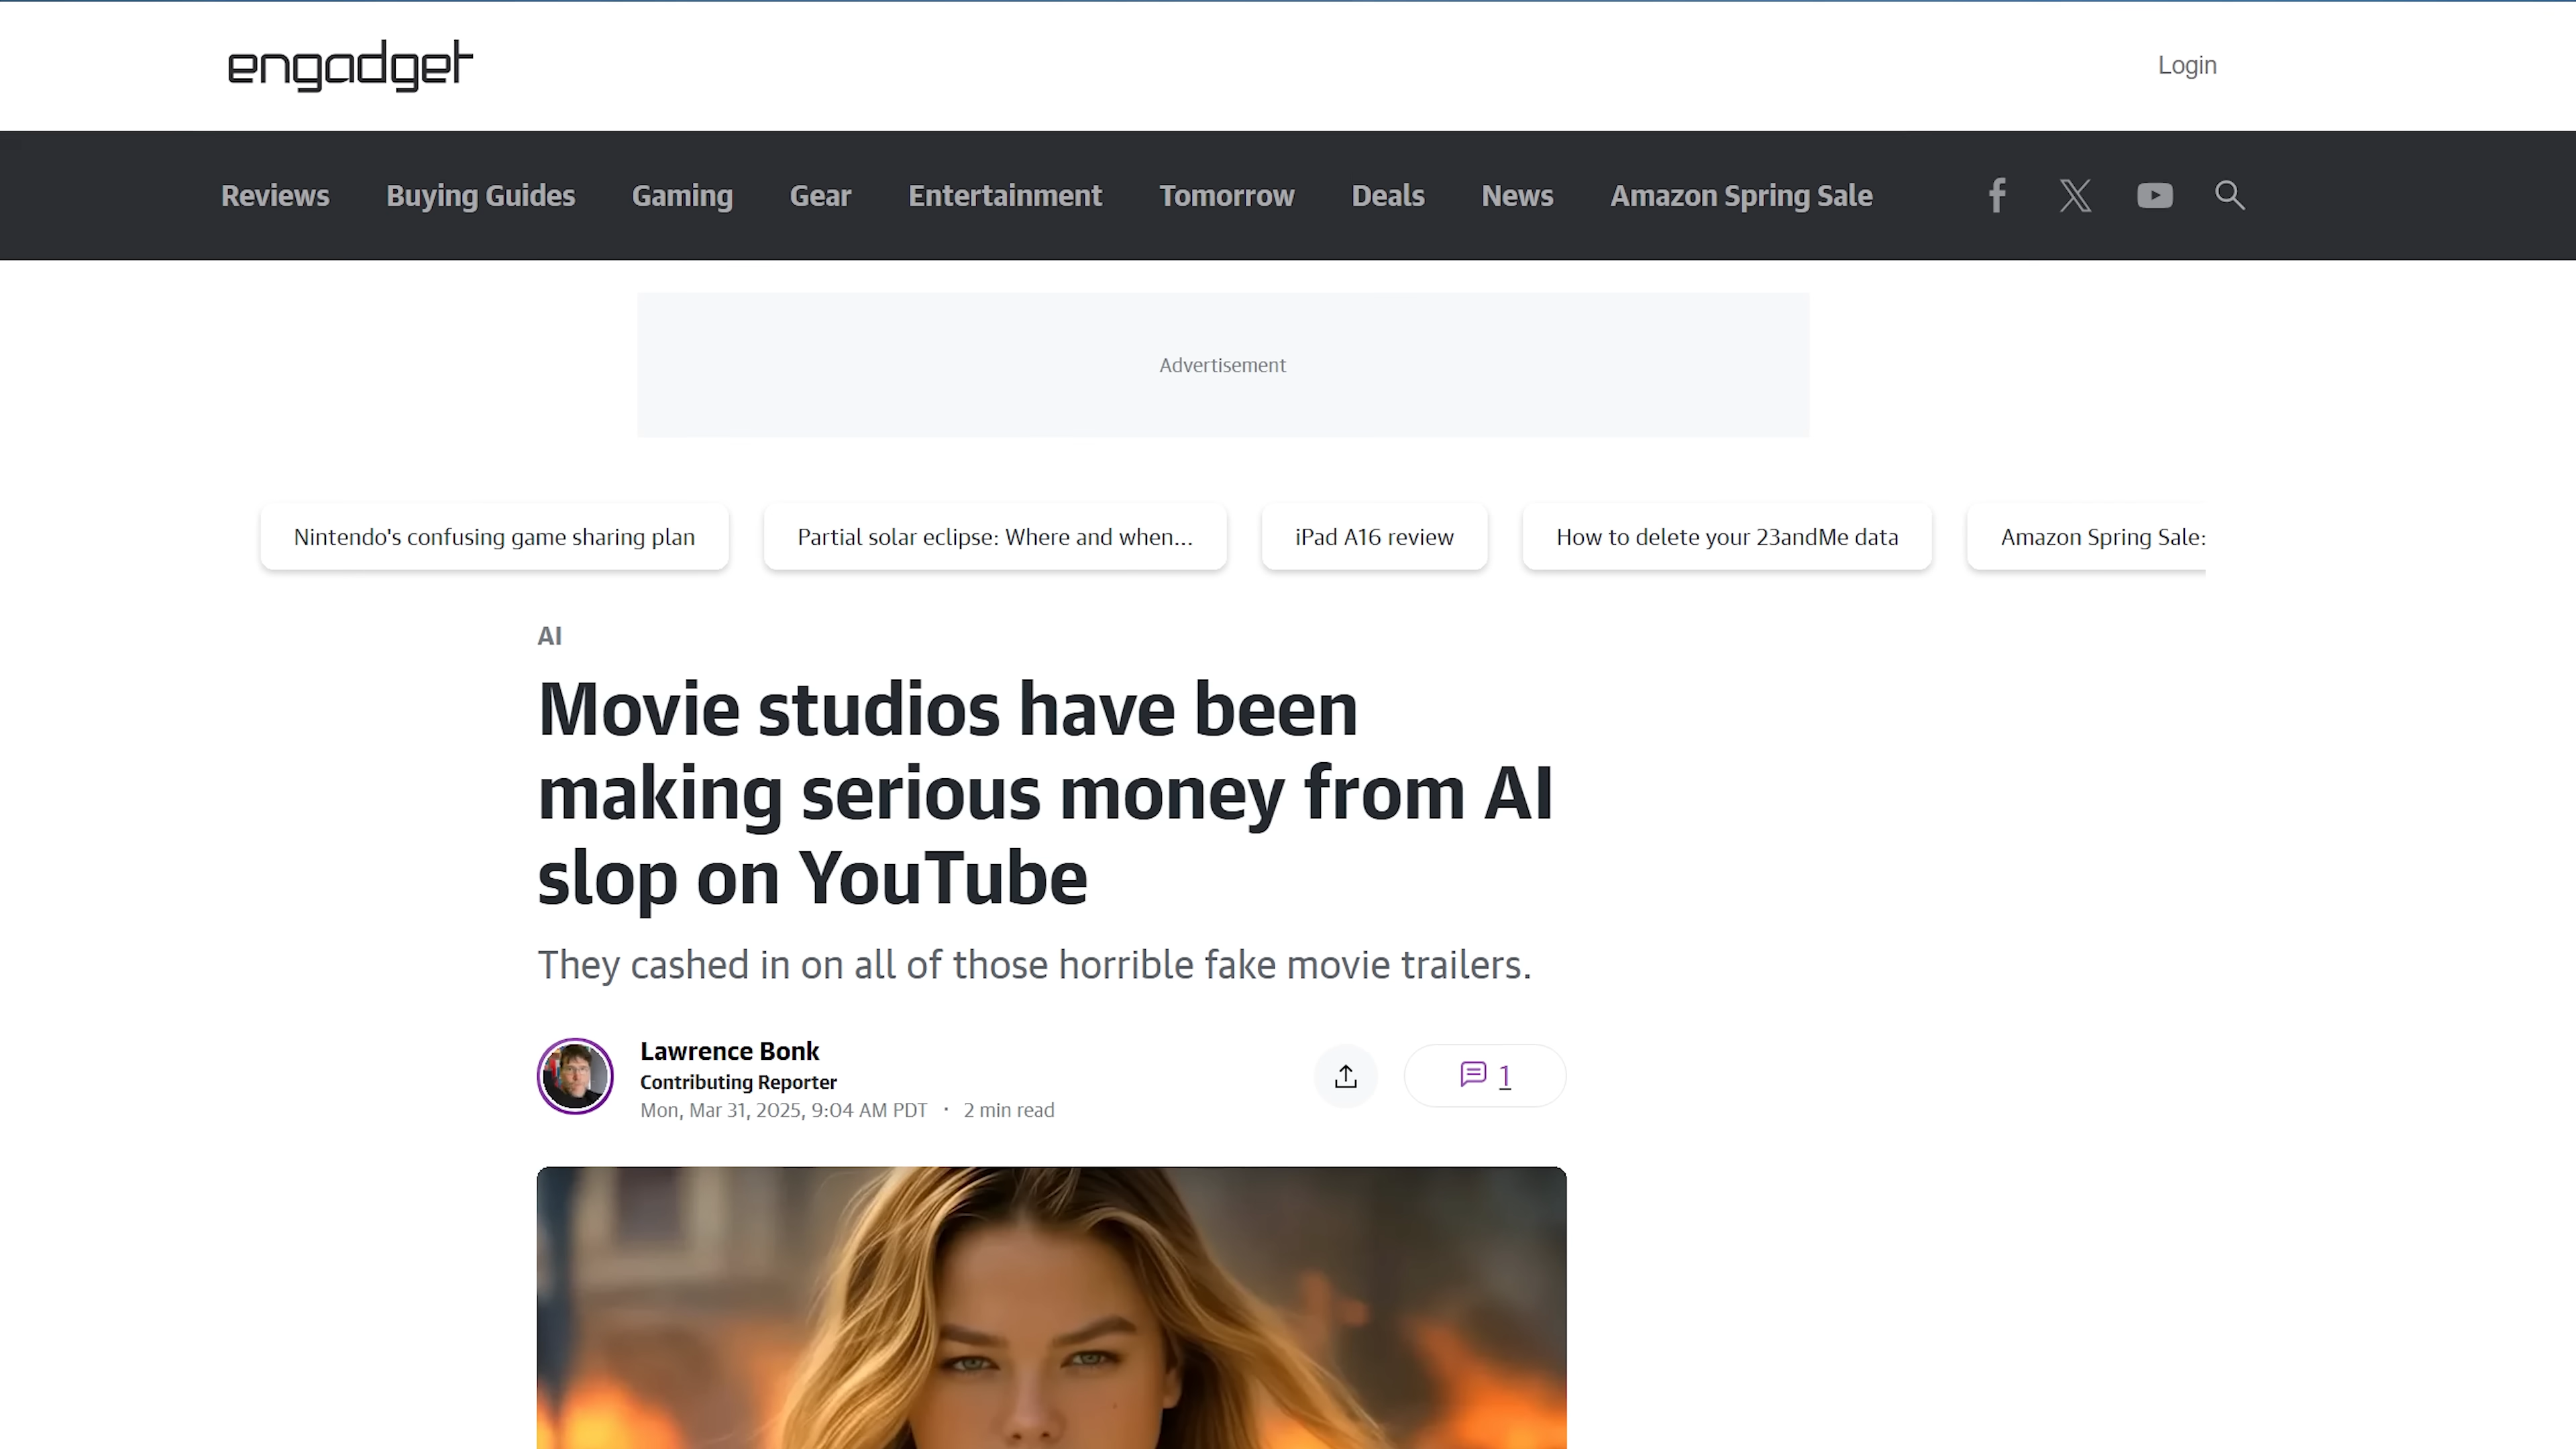 engadget
Login
Reviews
Buying Guides
Gaming
Gear
Entertainment
Tomorrow
Deals
News
Amazon Spring Sale
Advertisement
Nintendo's confusing game sharing plan
Partial solar eclipse: Where and when...
iPad A16 review
How to delete your 23andMe data
Amazon Spring Sale:
AI
Movie studios have been
making serious money from AI
slop on YouTube
They cashed in on all of those horrible fake movie trailers.
Lawrence Bonk
Contributing Reporter
Mon, Mar 31, 2025, 9:04 AM PDT · 2 min read
1